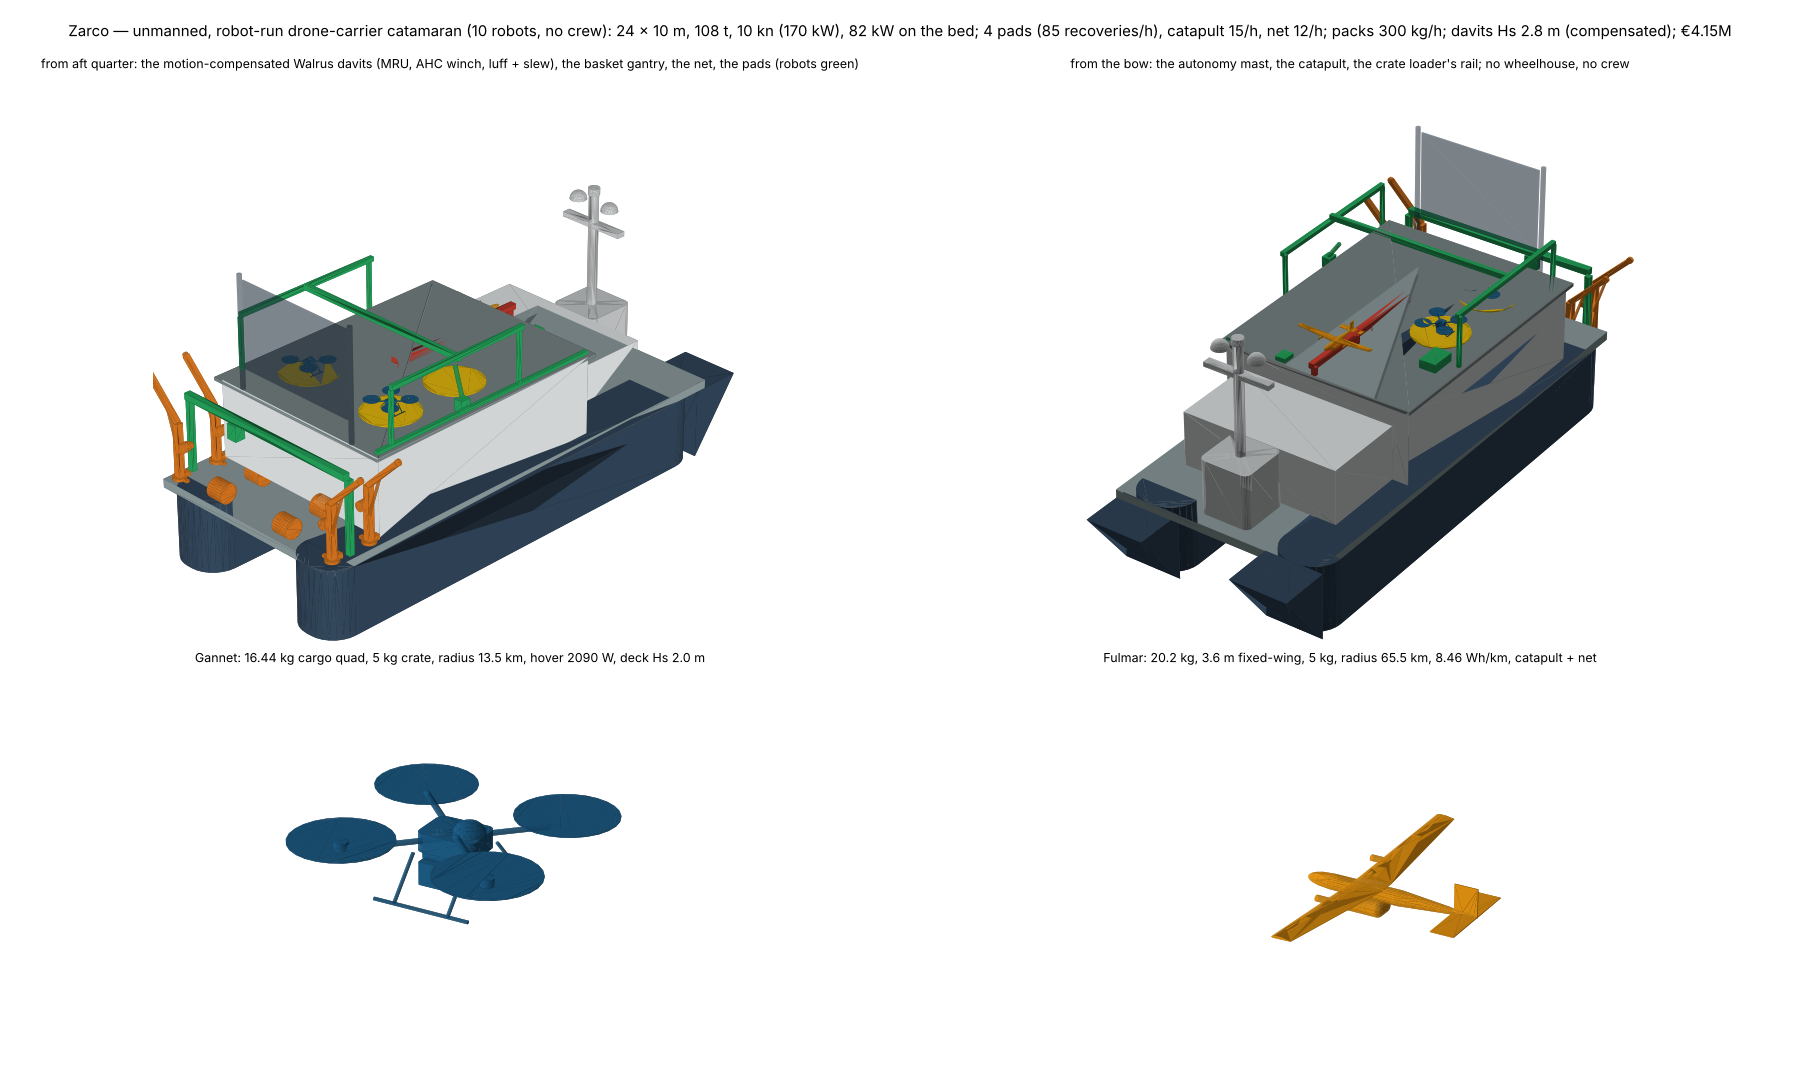 Zarco — unmanned, robot-run drone-carrier catamaran (10 robots, no crew): 24 × 10 m, 108 t, 10 kn (170 kW), 82 kW on the bed; 4 pads (85 recoveries/h), catapult 15/h, net 12/h; packs 300 kg/h; davits Hs 2.8 m (compensated); €4.15M
from aft quarter: the motion-compensated Walrus davits (MRU, AHC winch, luff + slew), the basket gantry, the net, the pads (robots green)
from the bow: the autonomy mast, the catapult, the crate loader's rail; no wheelhouse, no crew
Gannet: 16.44 kg cargo quad, 5 kg crate, radius 13.5 km, hover 2090 W, deck Hs 2.0 m
Fulmar: 20.2 kg, 3.6 m fixed-wing, 5 kg, radius 65.5 km, 8.46 Wh/km, catapult + net